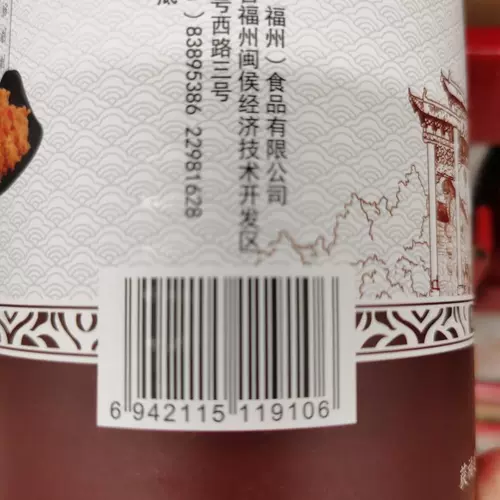 福州）食品有限公司
福州闽侯经济技术开发区
号西路三号
）83895386 22981628
6 942115 119106